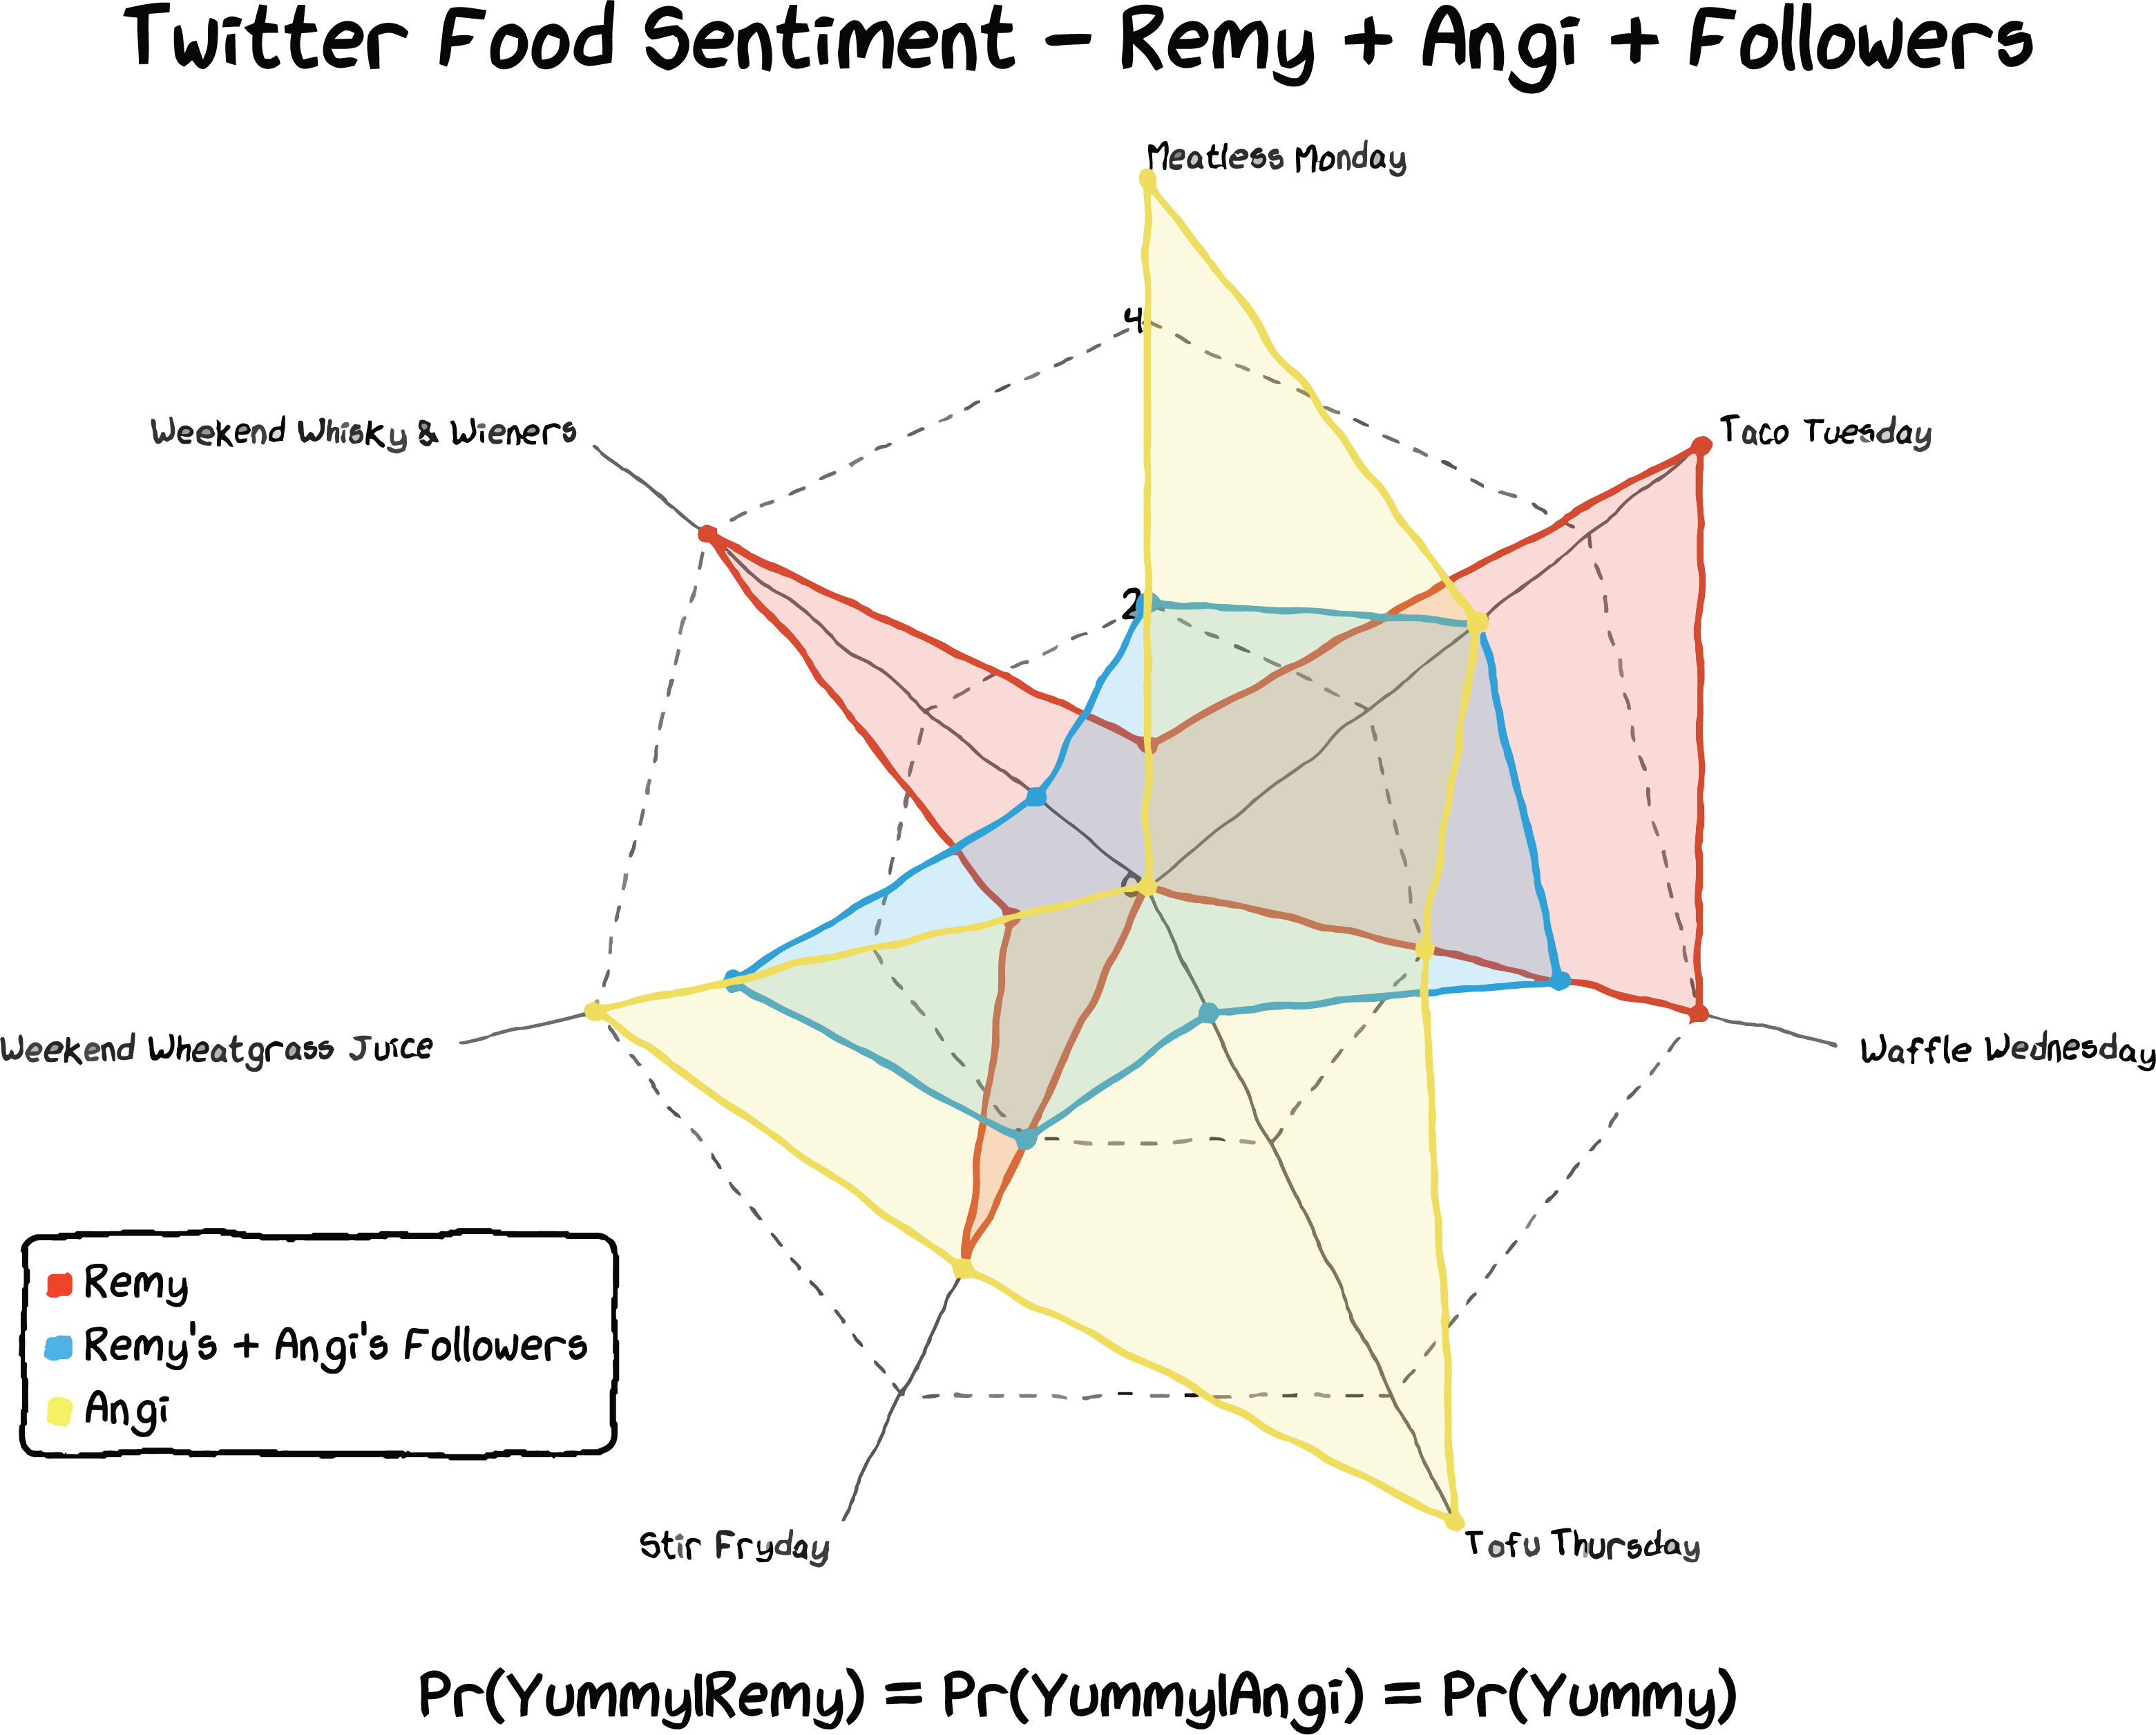 Twitter Food Sentiment - Remy + Angi + Followers
Meatless Monday
4
Weekend Whisky & Wieners
Taco Tuesday
2
0
Weekend Wheatgrass Juice
Waffle Wednesday
Remy
Remy's + Angi's Followers
Angi
Stir Fryday
Tofu Thursday
Pr(Yummy|Remy) = Pr(Yummy|Angi) = Pr(Yummy)